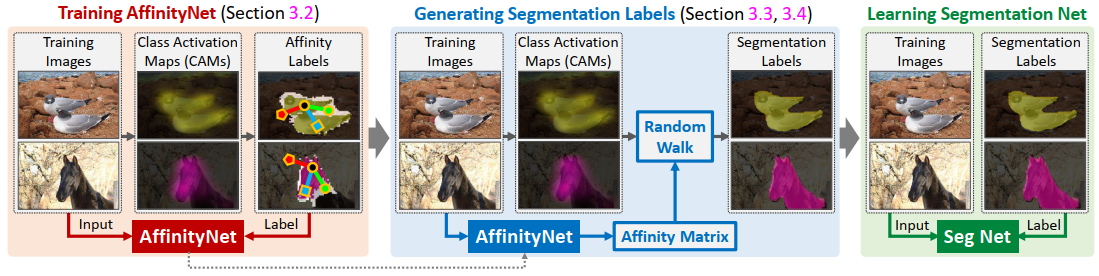 Training AffinityNet (Section 3.2)
Training
Images
Class Activation
Maps (CAMs)
Affinity
Labels
Input
Label
AffinityNet
Generating Segmentation Labels (Section 3.3, 3.4)
Training
Images
Class Activation
Maps (CAMs)
Segmentation
Labels
Random
Walk
AffinityNet
Affinity Matrix
Learning Segmentation Net
Training
Images
Segmentation
Labels
Input
Label
Seg Net